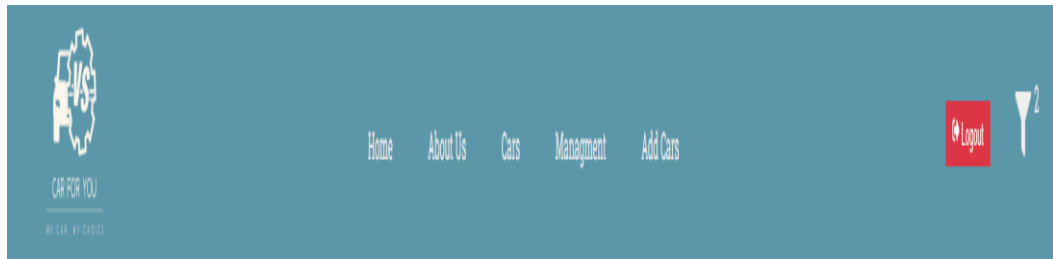 VS
CAR FOR YOU
MY CAR, MY CHOICE
Home About Us Cars Managment Add Cars
Logout
2